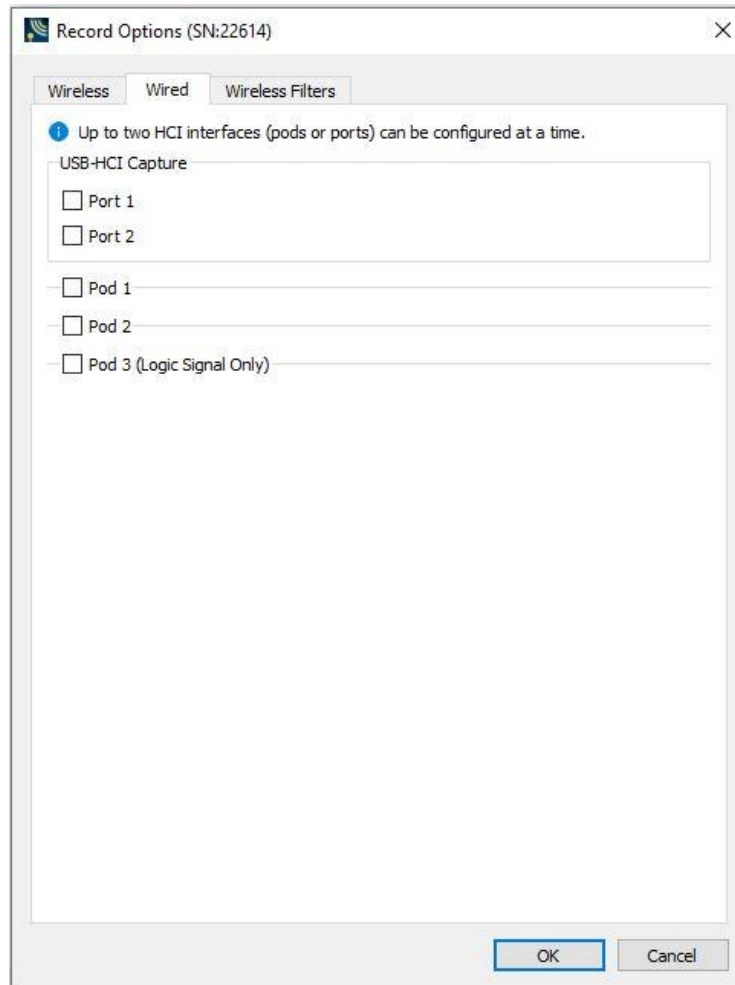 Record Options (SN:22614)
Wireless Wired Wireless Filters
Up to two HCI interfaces (pods or ports) can be configured at a time.
USB-HCI Capture
Port 1
Port 2
Pod 1
Pod 2
Pod 3 (Logic Signal Only)
OK Cancel